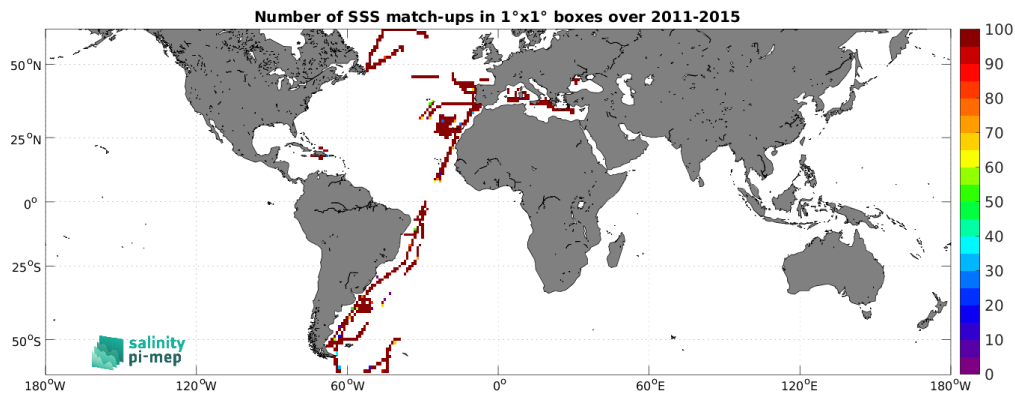 Number of SSS match-ups in 1°x1° boxes over 2011-2015
50°N
25°N
0°
25°S
50°S
180°W
120°W
60°W
0°
60°E
120°E
180°W
100
90
80
70
60
50
40
30
20
10
0
salinity
pi-mep